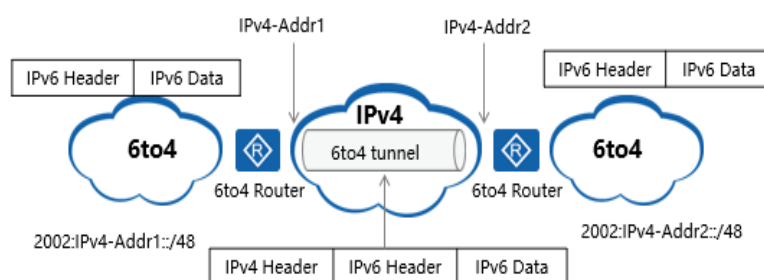 IPv4-Addr1
IPv4-Addr2
IPv6 Header IPv6 Data
IPv6 Header IPv6 Data
IPv4
6to4
R
6to4 tunnel
R
6to4
6to4 Router
6to4 Router
2002:IPv4-Addr1::/48
2002:IPv4-Addr2::/48
IPv4 Header IPv6 Header IPv6 Data